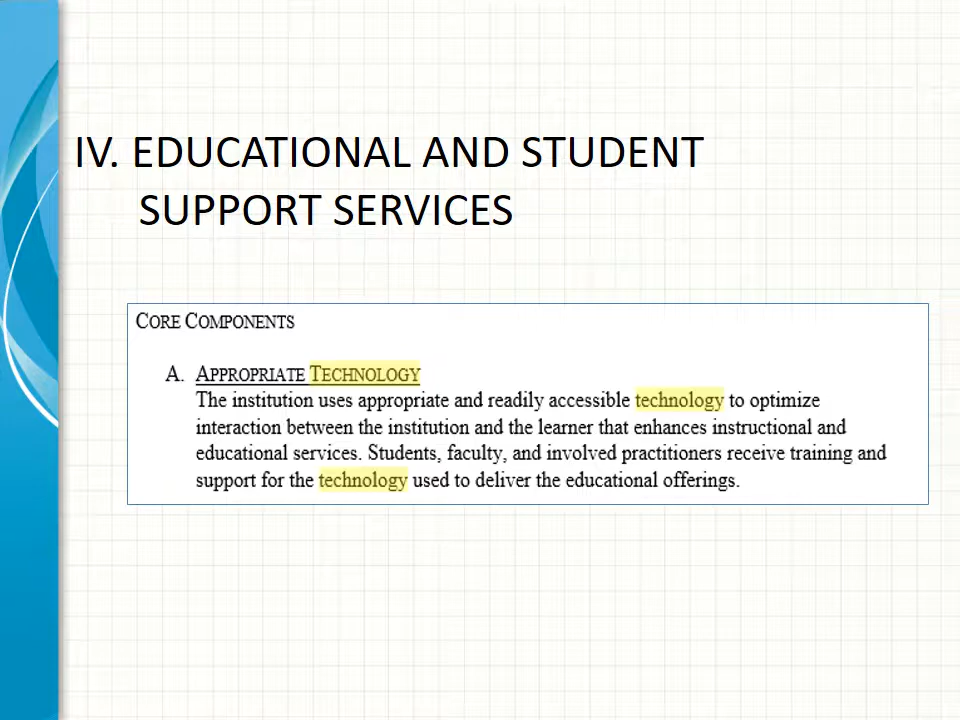 IV. EDUCATIONAL AND STUDENT
SUPPORT SERVICES
CORE COMPONENTS
A. APPROPRIATE TECHNOLOGY
The institution uses appropriate and readily accessible technology to optimize
interaction between the institution and the learner that enhances instructional and
educational services. Students, faculty, and involved practitioners receive training and
support for the technology used to deliver the educational offerings.